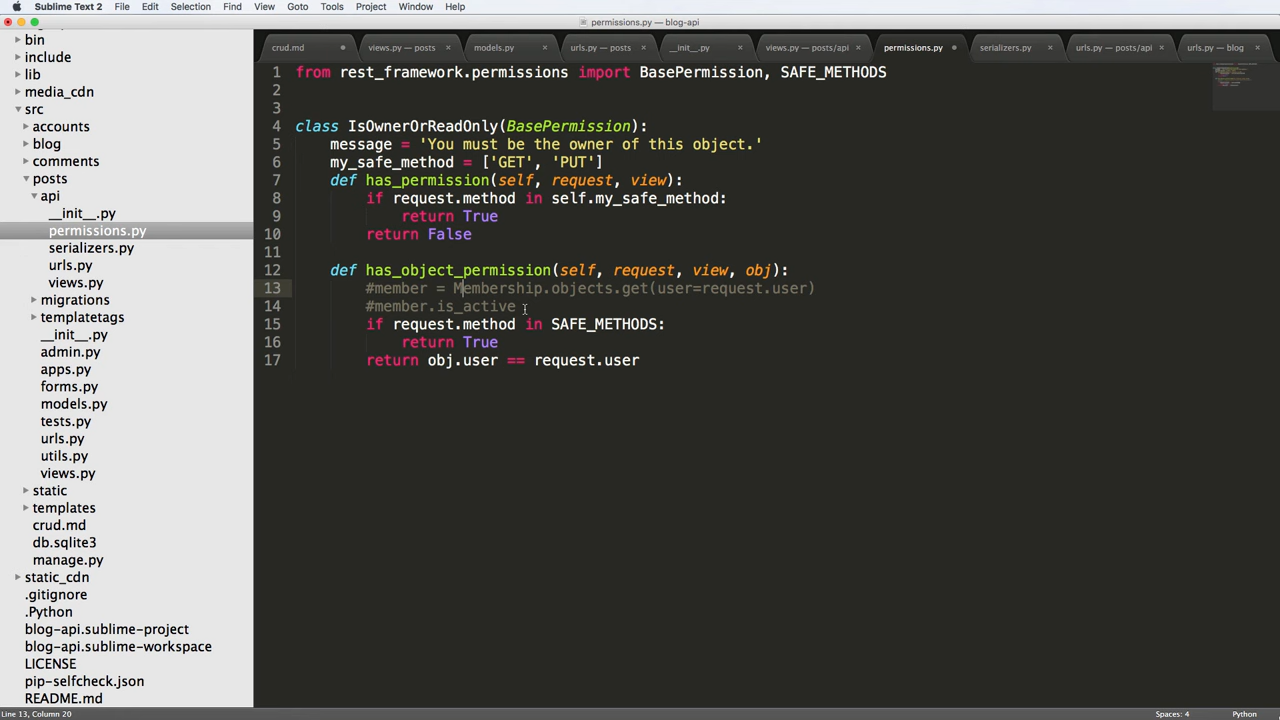 Sublime Text 2 File Edit Selection Find View Goto Tools Project Window Help
permissions.py — blog-api
crud.md views.py — posts models.py urls.py — posts __init__.py views.py — posts/api permissions.py serializers.py urls.py — posts/api urls.py — blog
bin
include
lib
media_cdn
src
accounts
blog
comments
posts
api
__init__.py
permissions.py
serializers.py
urls.py
views.py
migrations
templatetags
__init__.py
admin.py
apps.py
forms.py
models.py
tests.py
urls.py
utils.py
views.py
static
templates
crud.md
db.sqlite3
manage.py
static_cdn
.gitignore
.Python
blog-api.sublime-project
blog-api.sublime-workspace
LICENSE
pip-selfcheck.json
README.md
1 from rest_framework.permissions import BasePermission, SAFE_METHODS
2
3
4 class IsOwnerOrReadOnly(BasePermission):
5 message = 'You must be the owner of this object.'
6 my_safe_method = ['GET', 'PUT']
7 def has_permission(self, request, view):
8 if request.method in self.my_safe_method:
9 return True
10 return False
11
12 def has_object_permission(self, request, view, obj):
13 #member = Membership.objects.get(user=request.user)
14 #member.is_active
15 if request.method in SAFE_METHODS:
16 return True
17 return obj.user == request.user
Line 13, Column 20 Spaces: 4 Python